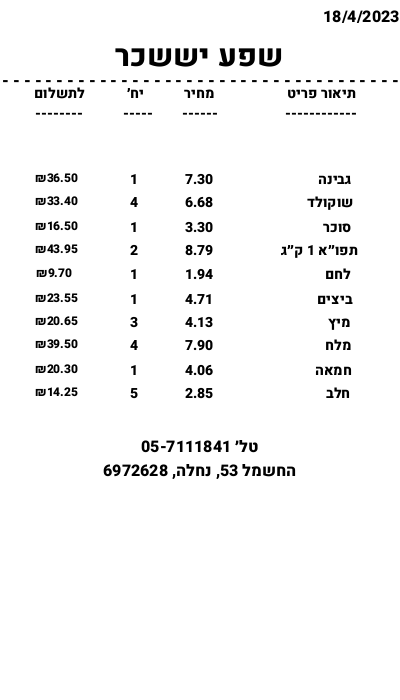 18/4/2023
שפע יששכר
תיאור פריט מחיר יח׳ לתשלום
גבינה 7.30 1 ₪36.50
שוקולד 6.68 4 ₪33.40
סוכר 3.30 1 ₪16.50
תפו״א 1 ק״ג 8.79 2 ₪43.95
לחם 1.94 1 ₪9.70
ביצים 4.71 1 ₪23.55
מיץ 4.13 3 ₪20.65
מלח 7.90 4 ₪39.50
חמאה 4.06 1 ₪20.30
חלב 2.85 5 ₪14.25
טל׳ 05-7111841
החשמל 53, נחלה, 6972628